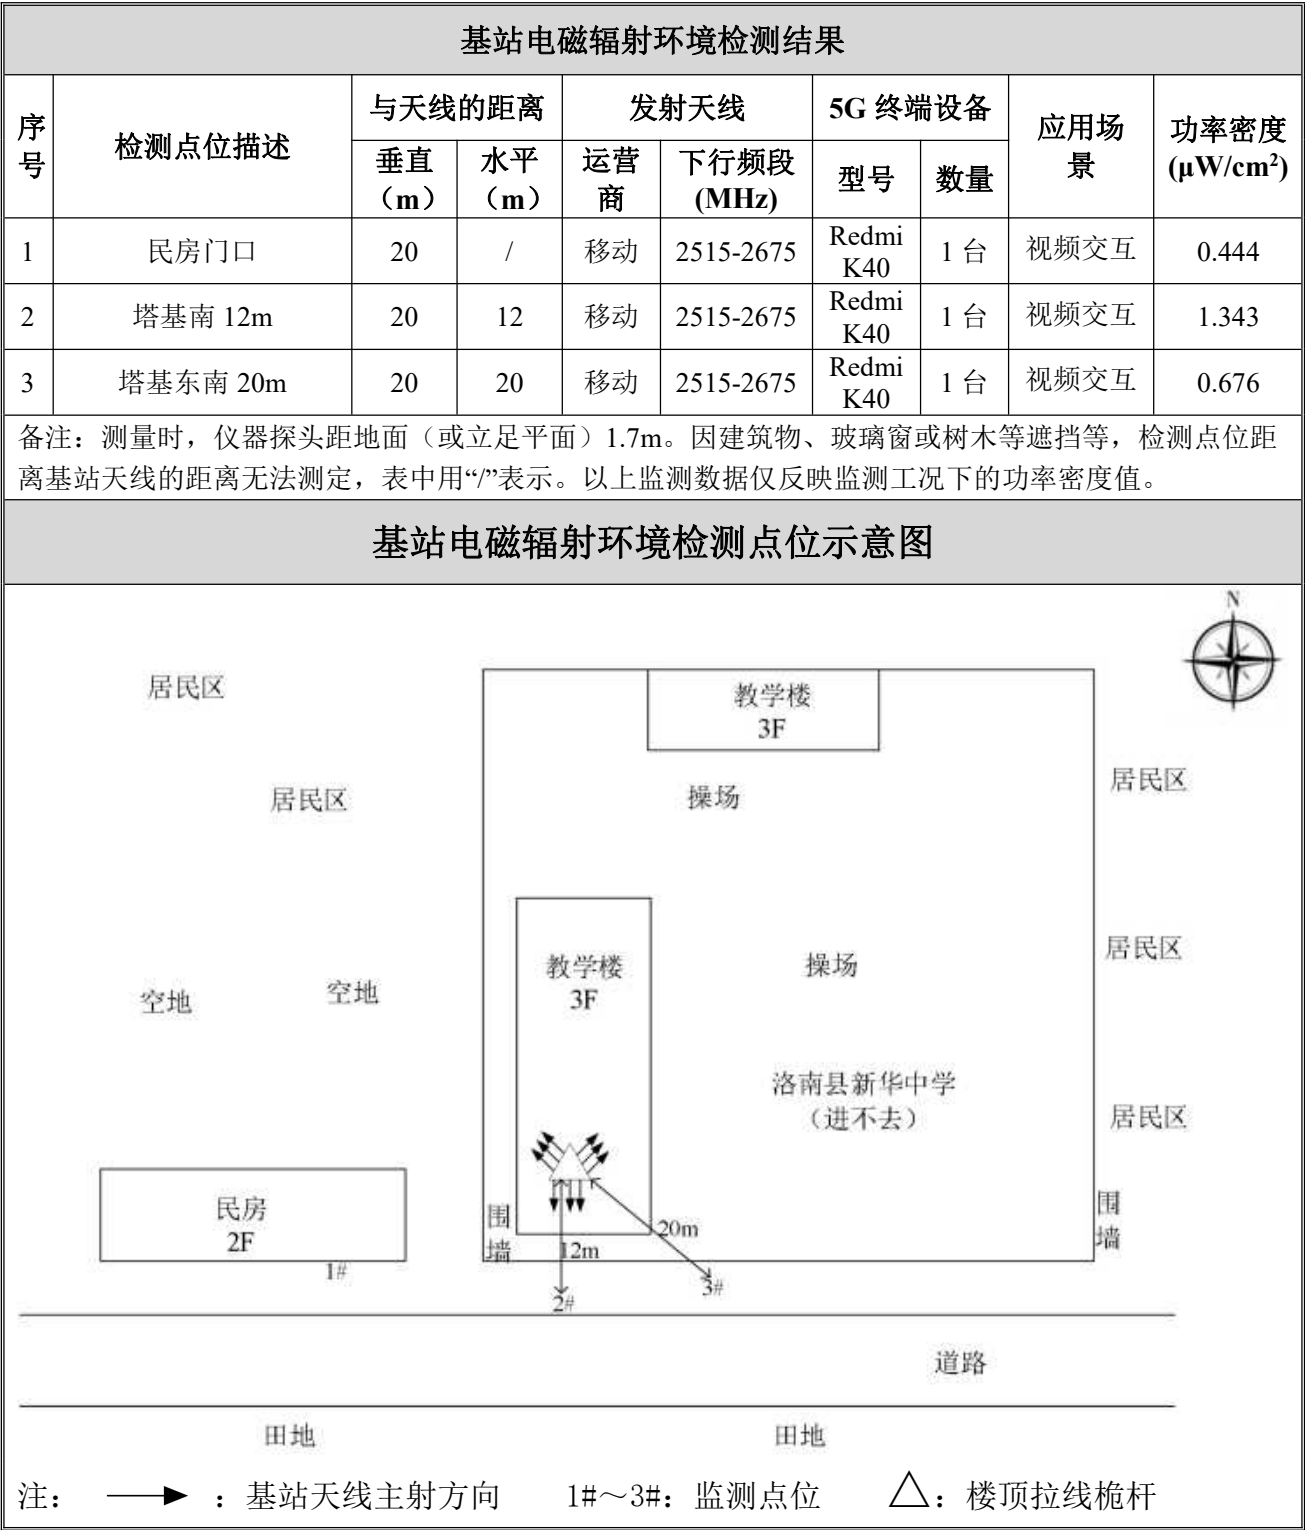 基站电磁辐射环境检测结果
序号 检测点位描述 与天线的距离 发射天线 5G 终端设备 应用场景 功率密度 (μW/cm²)
垂直（m） 水平（m） 运营商 下行频段 (MHz) 型号 数量
1 民房门口 20 / 移动 2515-2675 Redmi K40 1 台 视频交互 0.444
2 塔基南 12m 20 12 移动 2515-2675 Redmi K40 1 台 视频交互 1.343
3 塔基东南 20m 20 20 移动 2515-2675 Redmi K40 1 台 视频交互 0.676
备注：测量时，仪器探头距地面（或立足平面）1.7m。因建筑物、玻璃窗或树木等遮挡等，检测点位距
离基站天线的距离无法测定，表中用“/”表示。以上监测数据仅反映监测工况下的功率密度值。
基站电磁辐射环境检测点位示意图
N
居民区
教学楼
3F
居民区
居民区
操场
教学楼
3F
操场
居民区
空地
空地
洛南县新华中学
（进不去）
居民区
民房
2F
1#
围墙
12m
20m
2#
3#
围墙
道路
田地
田地
注： ：基站天线主射方向 1#～3#：监测点位 △：楼顶拉线桅杆